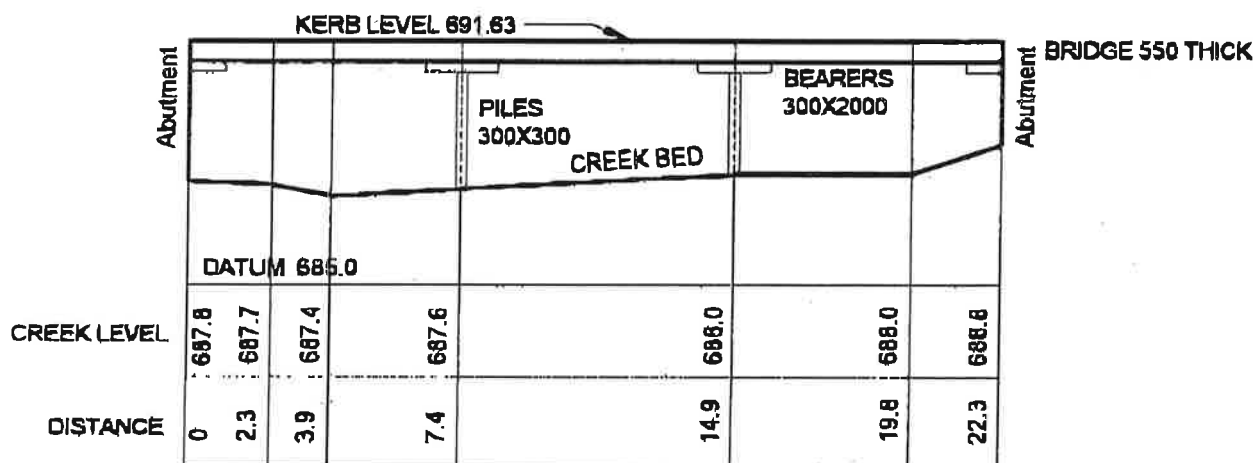 KERB LEVEL 691.63
BRIDGE 550 THICK
Abutment
Abutment
BEARERS
300X2000
PILES
300X300
CREEK BED
DATUM 685.0
CREEK LEVEL 687.8 687.7 687.4 687.6 688.0 688.0 688.8
DISTANCE 0 2.3 3.9 7.4 14.9 19.8 22.3